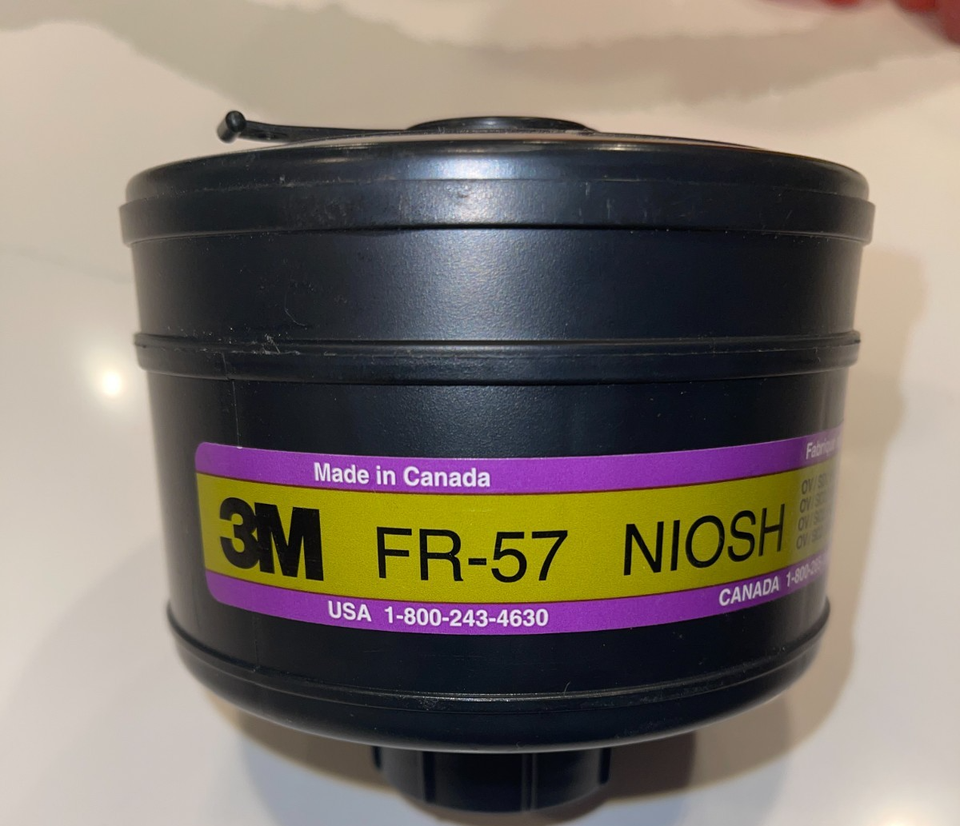 Made in Canada
3M FR-57 NIOSH
USA 1-800-243-4630
CANADA